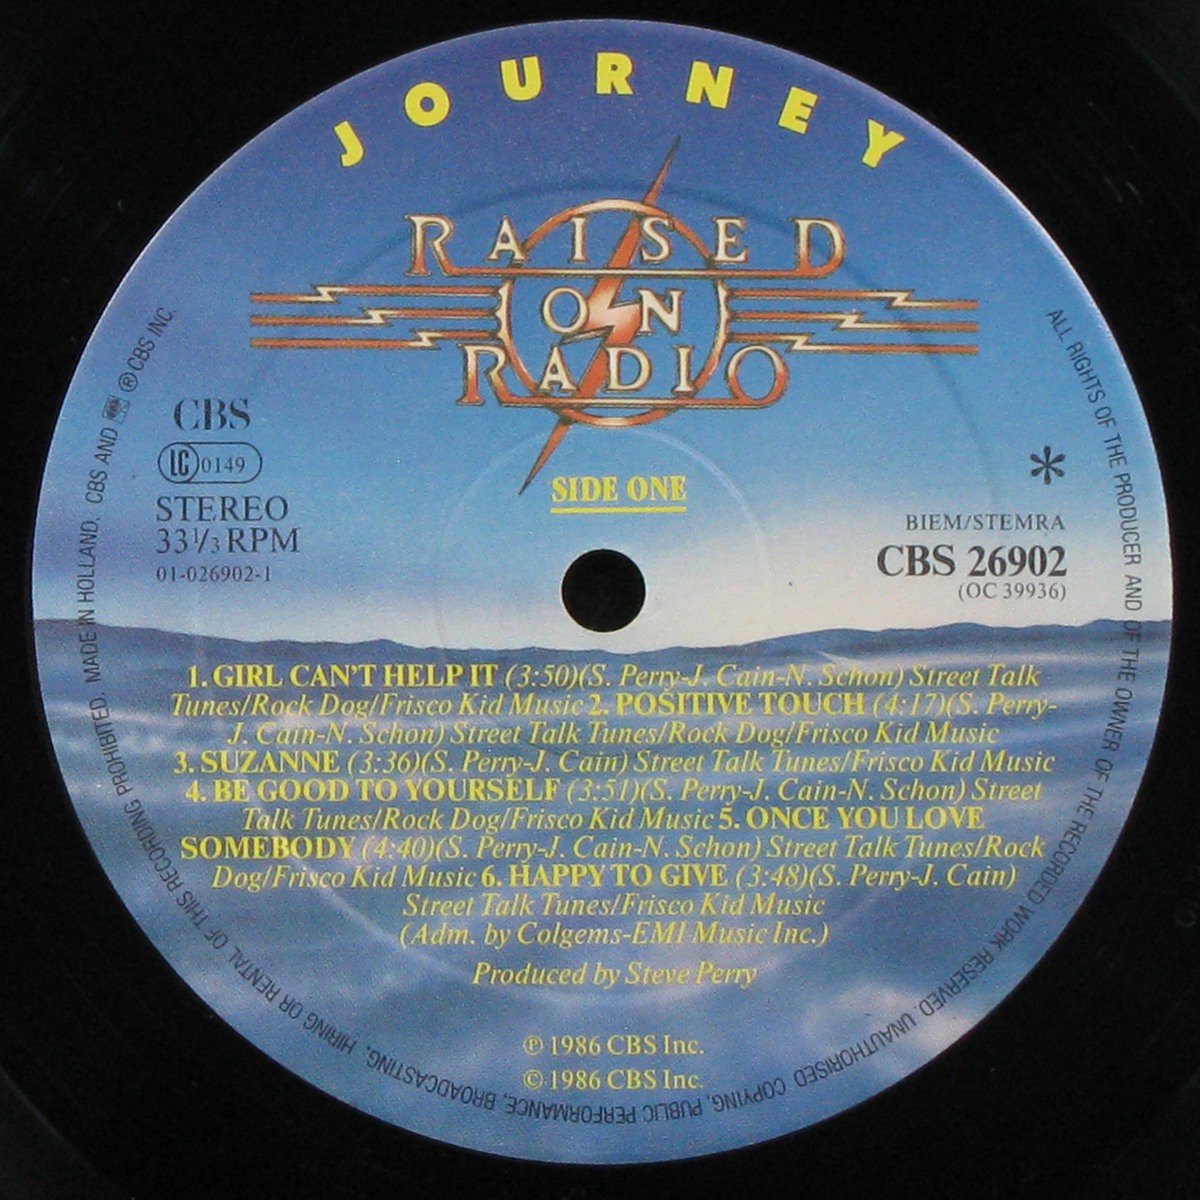 JOURNEY
RAISED
ON
RADIO
CBS
LC 0149
STEREO
33 1/3 RPM
01-026902-1
SIDE ONE
*
BIEM/STEMRA
CBS 26902
(OC 39936)
1. GIRL CAN'T HELP IT (3:50)(S. Perry-J. Cain-N. Schon) Street Talk
Tunes/Rock Dog/Frisco Kid Music 2. POSITIVE TOUCH (4:17)(S. Perry-
J. Cain-N. Schon) Street Talk Tunes/Rock Dog/Frisco Kid Music
3. SUZANNE (3:36)(S. Perry-J. Cain) Street Talk Tunes/Frisco Kid Music
4. BE GOOD TO YOURSELF (3:51)(S. Perry-J. Cain-N. Schon) Street
Talk Tunes/Rock Dog/Frisco Kid Music 5. ONCE YOU LOVE
SOMEBODY (4:40)(S. Perry-J. Cain-N. Schon) Street Talk Tunes/Rock
Dog/Frisco Kid Music 6. HAPPY TO GIVE (3:48)(S. Perry-J. Cain)
Street Talk Tunes/Frisco Kid Music
(Adm. by Colgems-EMI Music Inc.)
Produced by Steve Perry
℗ 1986 CBS Inc.
© 1986 CBS Inc.
ALL RIGHTS OF THE PRODUCER AND OF THE OWNER OF THE RECORDED WORK RESERVED. UNAUTHORISED COPYING, PUBLIC PERFORMANCE, BROADCASTING, HIRING OR RENTAL OF THIS RECORDING PROHIBITED. MADE IN HOLLAND. CBS AND ® CBS INC.